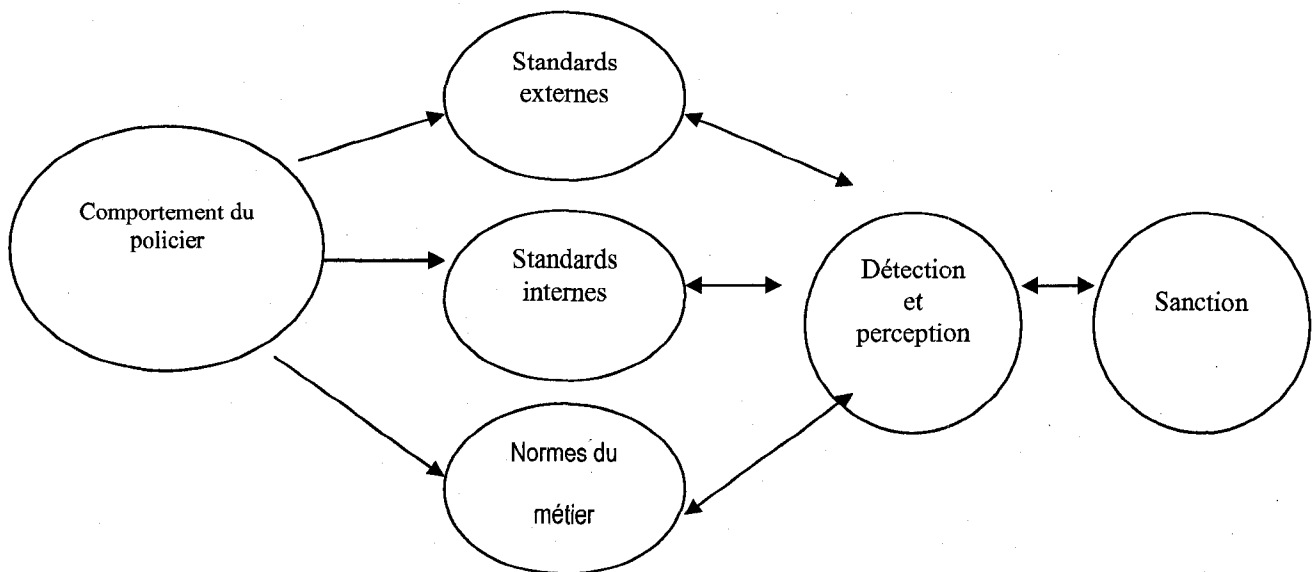 Comportement du
policier
Standards
externes
Standards
internes
Normes du
métier
Détection
et
perception
Sanction